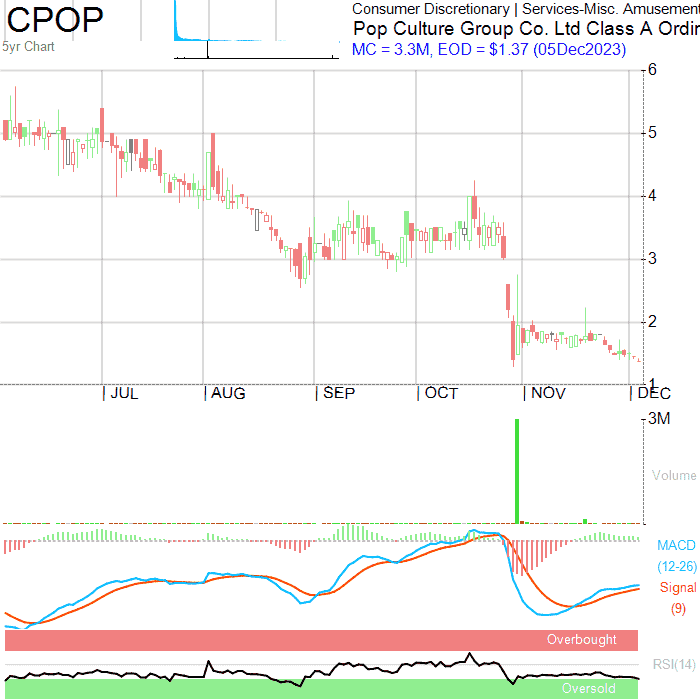 CPOP
5yr Chart
Consumer Discretionary | Services-Misc. Amusement
Pop Culture Group Co. Ltd Class A Ordin
MC = 3.3M, EOD = $1.37 (05Dec2023)
6
5
4
3
2
1
| JUL | AUG | SEP | OCT | NOV | DEC
3M
Volume
MACD
(12-26)
Signal
(9)
Overbought
RSI(14)
Oversold